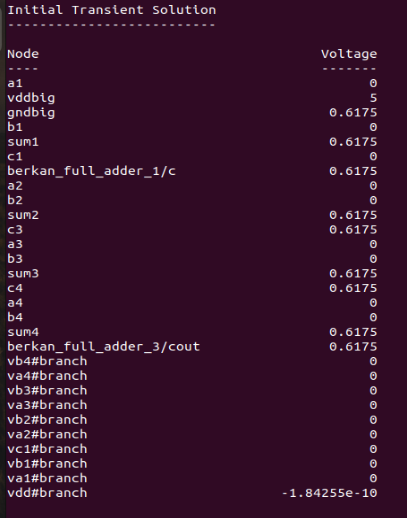 Initial Transient Solution
--------------------------
Node Voltage
---- -------
a1 0
vddbig 5
gndbig 0.6175
b1 0
sum1 0.6175
c1 0
berkan_full_adder_1/c 0.6175
a2 0
b2 0
sum2 0.6175
c3 0.6175
a3 0
b3 0
sum3 0.6175
c4 0.6175
a4 0
b4 0
sum4 0.6175
berkan_full_adder_3/cout 0.6175
vb4#branch 0
va4#branch 0
vb3#branch 0
va3#branch 0
vb2#branch 0
va2#branch 0
vc1#branch 0
vb1#branch 0
va1#branch 0
vdd#branch -1.84255e-10